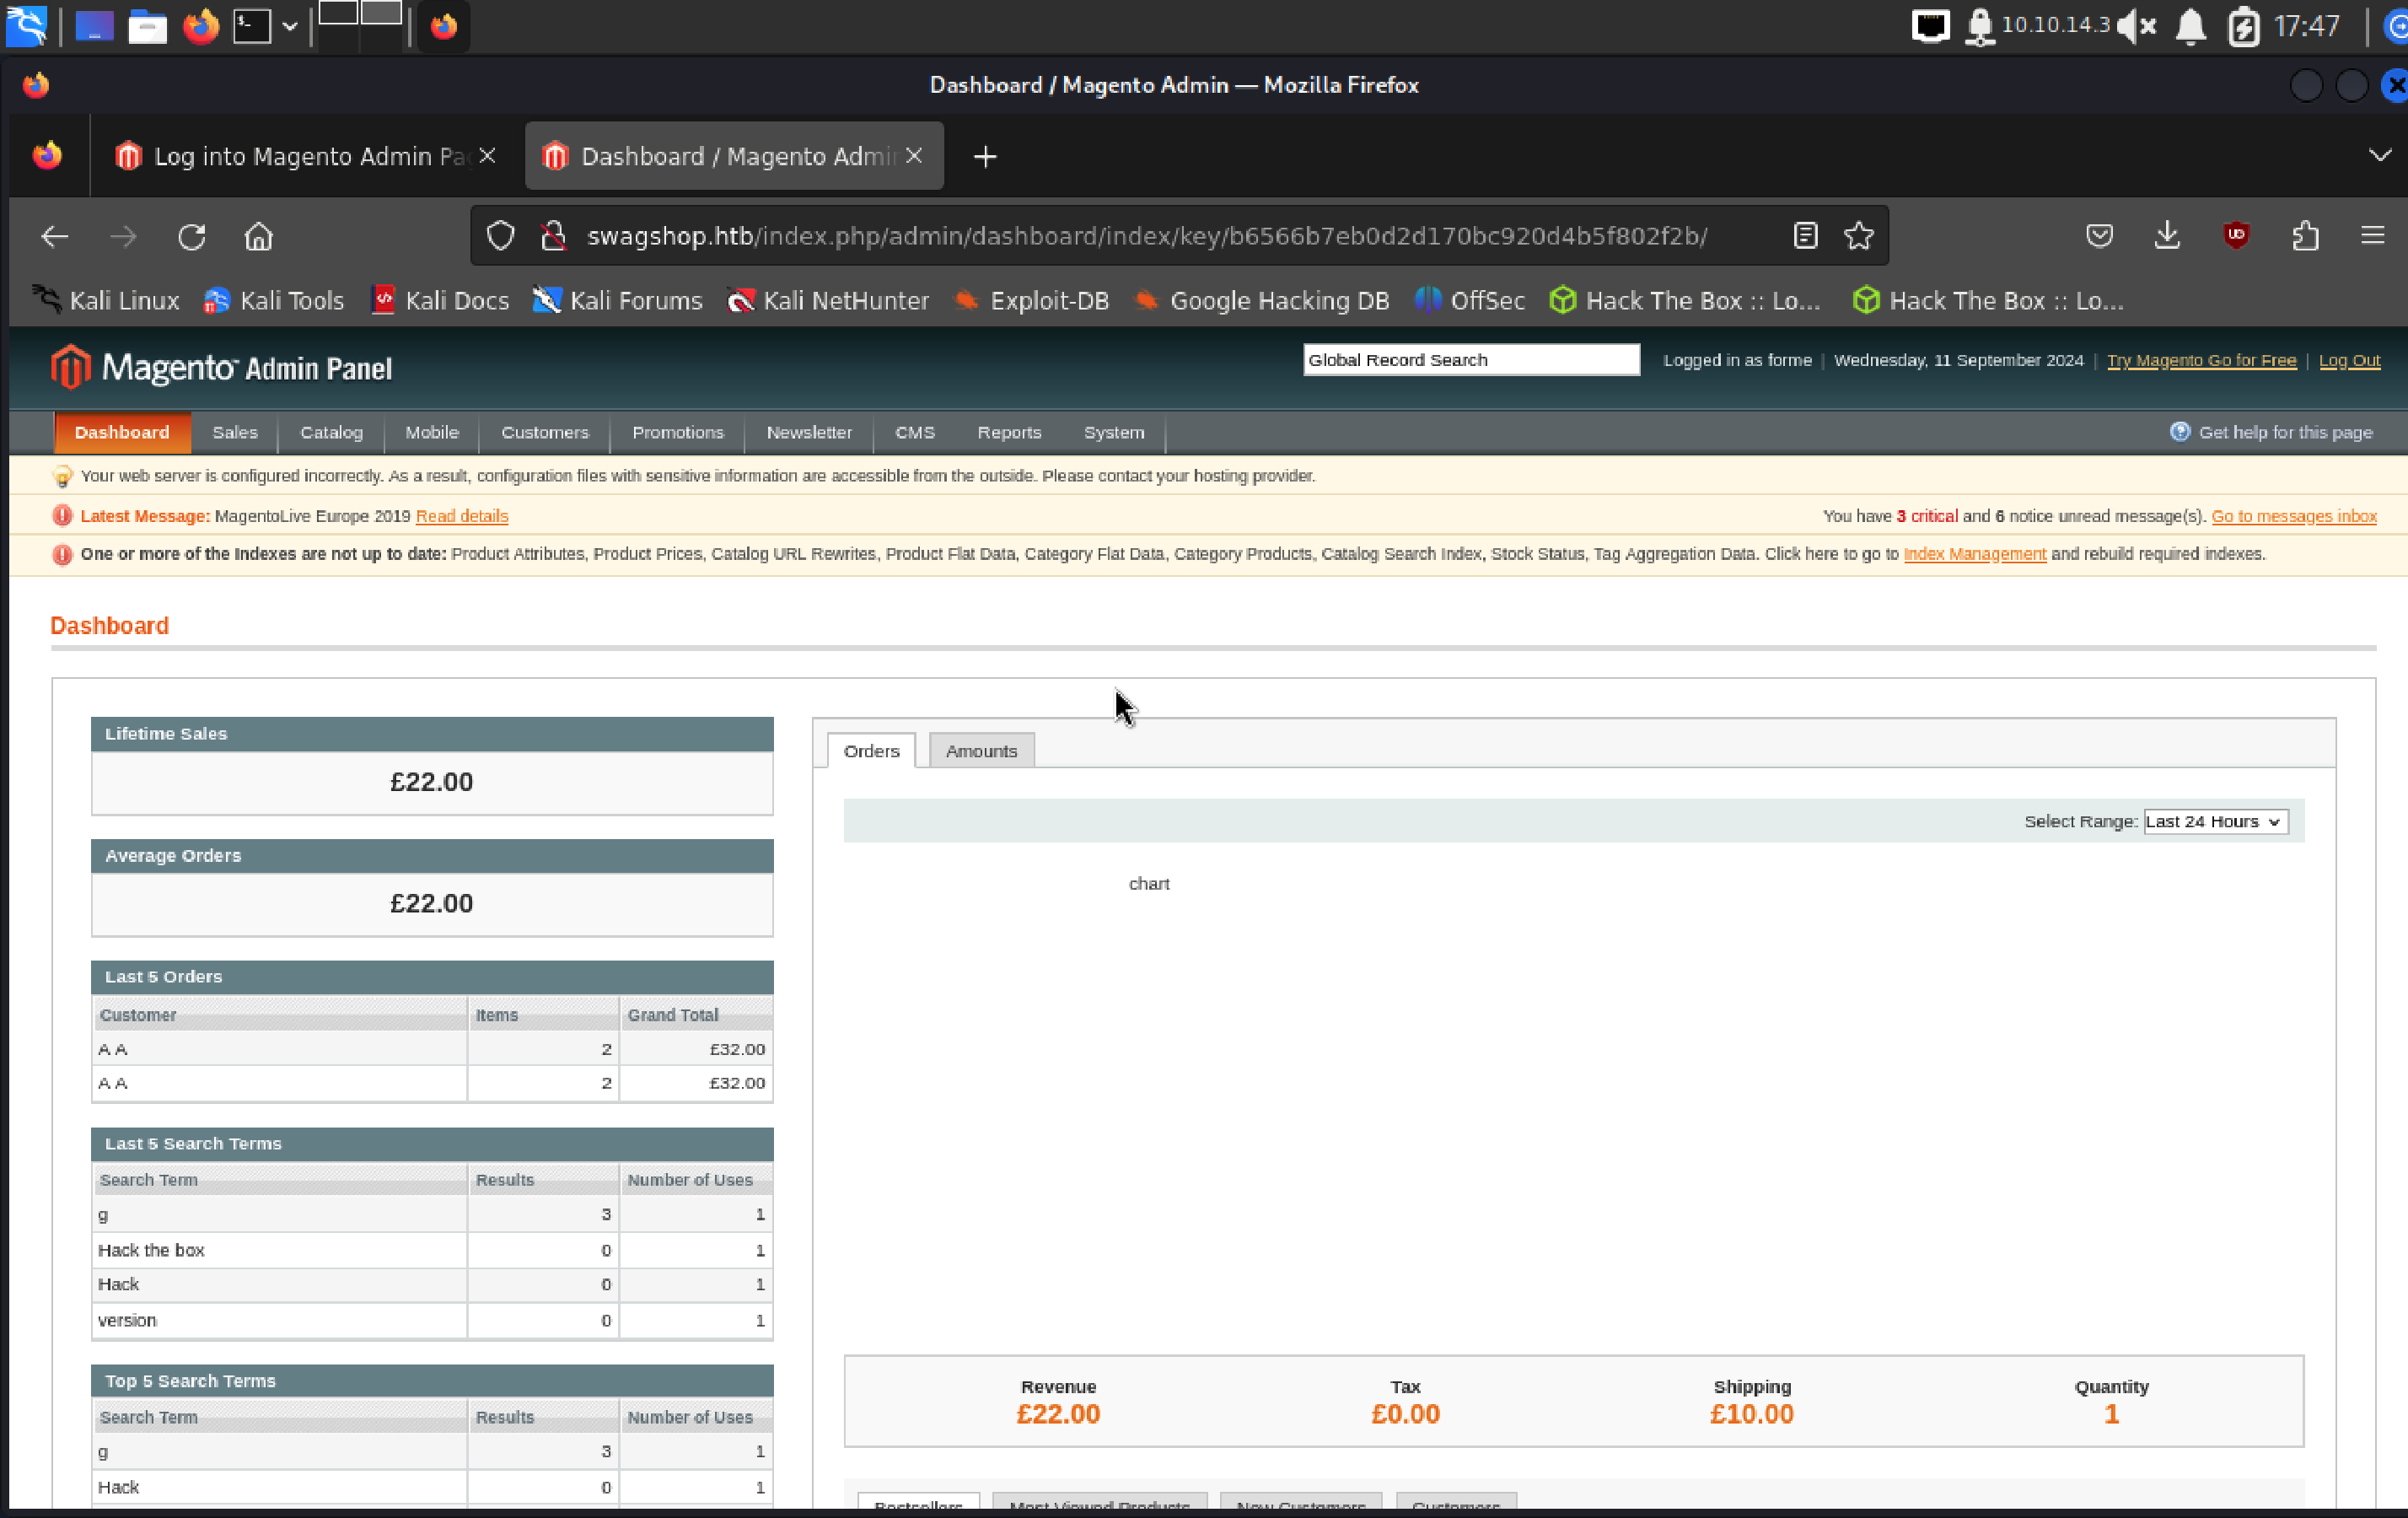 10.10.14.3
17:47
Dashboard / Magento Admin — Mozilla Firefox
Log into Magento Admin Pa
Dashboard / Magento Admi
swagshop.htb/index.php/admin/dashboard/index/key/b6566b7eb0d2d170bc920d4b5f802f2b/
Kali Linux Kali Tools Kali Docs Kali Forums Kali NetHunter Exploit-DB Google Hacking DB OffSec Hack The Box :: Lo... Hack The Box :: Lo...
Magento Admin Panel
Global Record Search
Logged in as forme | Wednesday, 11 September 2024 | Try Magento Go for Free | Log Out
Dashboard Sales Catalog Mobile Customers Promotions Newsletter CMS Reports System
Get help for this page
Your web server is configured incorrectly. As a result, configuration files with sensitive information are accessible from the outside. Please contact your hosting provider.
Latest Message: MagentoLive Europe 2019 Read details
You have 3 critical and 6 notice unread message(s). Go to messages inbox
One or more of the Indexes are not up to date: Product Attributes, Product Prices, Catalog URL Rewrites, Product Flat Data, Category Flat Data, Category Products, Catalog Search Index, Stock Status, Tag Aggregation Data. Click here to go to Index Management and rebuild required indexes.
Dashboard
Lifetime Sales
£22.00
Average Orders
£22.00
Last 5 Orders
Customer Items Grand Total
A A 2 £32.00
A A 2 £32.00
Last 5 Search Terms
Search Term Results Number of Uses
g 3 1
Hack the box 0 1
Hack 0 1
version 0 1
Top 5 Search Terms
Search Term Results Number of Uses
g 3 1
Hack 0 1
Orders Amounts
Select Range: Last 24 Hours
chart
Revenue Tax Shipping Quantity
£22.00 £0.00 £10.00 1
Bestsellers Most Viewed Products New Customers Customers